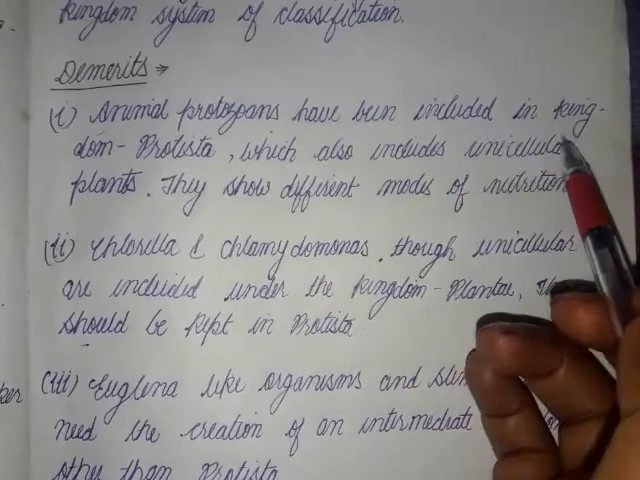 kingdom system of classification.
Demerits →
(i) Animal protozoans have been included in King-
dom-Protista, which also includes unicellula
plants. They show different modes of nutrition
(ii) Chlorella & Chlamydomonas. though unicellular
are included under the kingdom-Plantae,
should be kept in Protista
(iii) Euglena like organisms and
need the creation of an intermediate
other than Protista